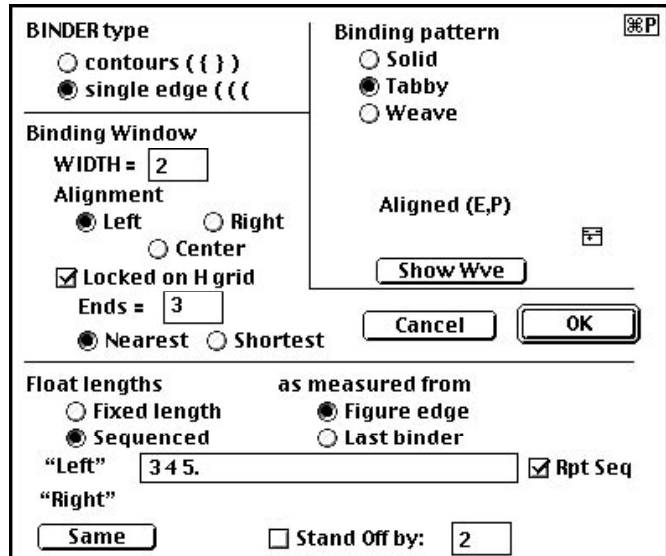 BINDER type
contours ( { } )
single edge ( ( (
Binding Window
WIDTH = 2
Alignment
Left Right
Center
Locked on H grid
Ends = 3
Nearest Shortest
⌘P
Binding pattern
Solid
Tabby
Weave
Aligned (E,P)
Show Wve
Cancel OK
Float lengths as measured from
Fixed length Figure edge
Sequenced Last binder
“Left” 3 4 5. Rpt Seq
“Right”
Same Stand Off by: 2